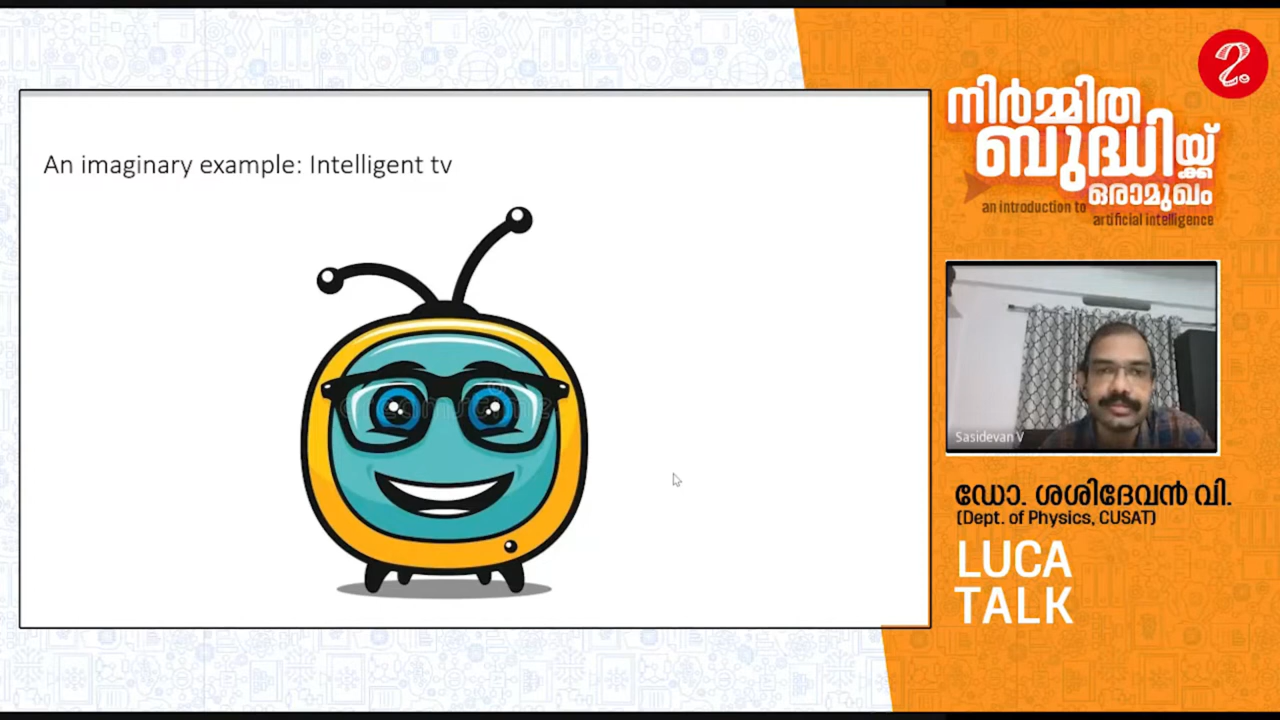 An imaginary example: Intelligent tv
നിർമ്മിത
ബുദ്ധിയ്ക്ക്
ഒരാമുഖം
an introduction to
artificial intelligence
Sasidevan V
ഡോ. ശശിദേവൻ വി.
(Dept. of Physics, CUSAT)
LUCA
TALK